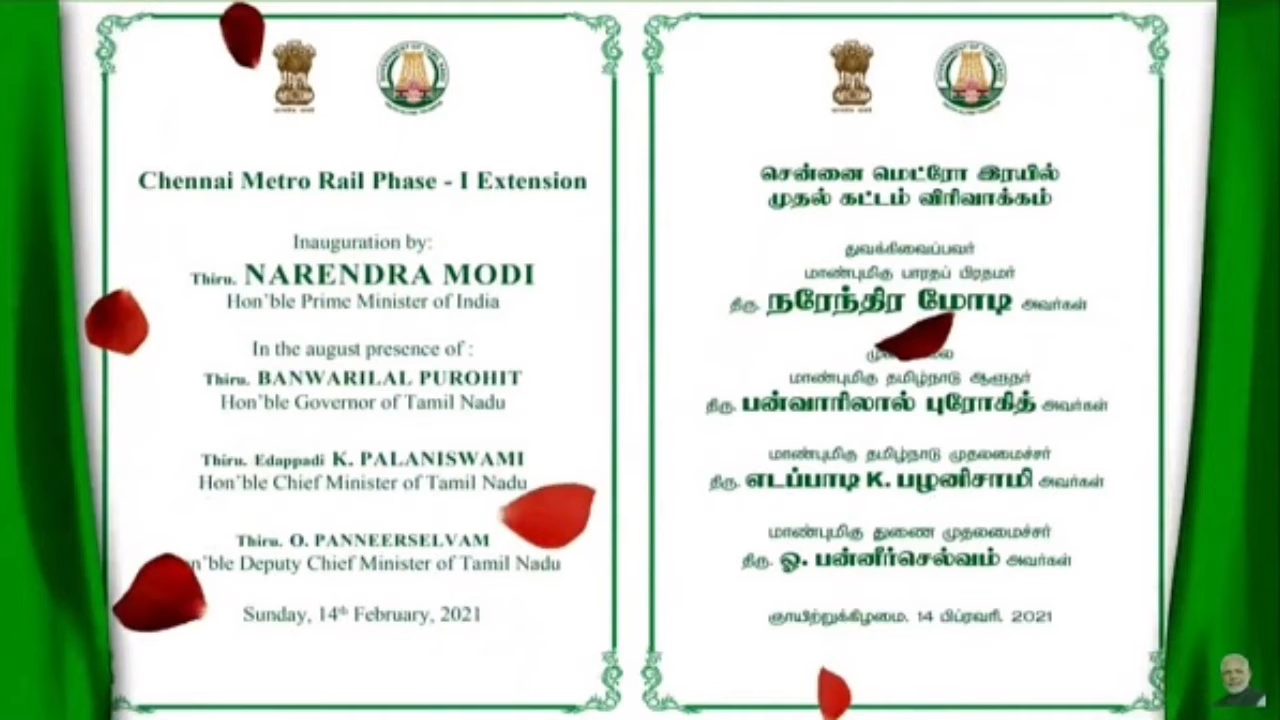 Chennai Metro Rail Phase - I Extension
Inauguration by:
Thiru. NARENDRA MODI
Hon'ble Prime Minister of India
In the august presence of :
Thiru. BANWARILAL PUROHIT
Hon'ble Governor of Tamil Nadu
Thiru. Edappadi K. PALANISWAMI
Hon'ble Chief Minister of Tamil Nadu
Thiru. O. PANNEERSELVAM
n'ble Deputy Chief Minister of Tamil Nadu
Sunday, 14th February, 2021
சென்னை மெட்ரோ இரயில்
முதல் கட்டம் விரிவாக்கம்
துவக்கிவைப்பவர்
மாண்புமிகு பாரதப் பிரதமர்
திரு. நரேந்திர மோடி அவர்கள்
மாண்புமிகு தமிழ்நாடு ஆளுநர்
திரு. பன்வாரிலால் புரோகித் அவர்கள்
மாண்புமிகு தமிழ்நாடு முதலமைச்சர்
திரு. எடப்பாடி K. பழனிசாமி அவர்கள்
மாண்புமிகு துணை முதலமைச்சர்
திரு. ஓ. பன்னீர்செல்வம் அவர்கள்
ஞாயிற்றுக்கிழமை, 14 பிப்ரவரி, 2021